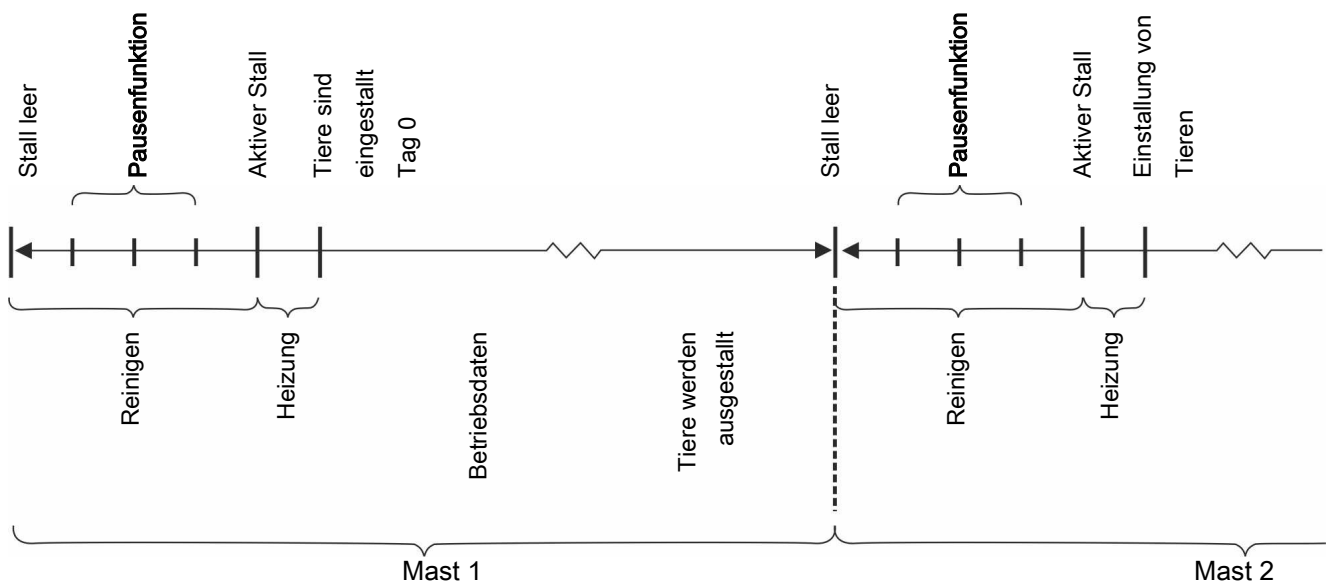 Stall leer
Pausenfunktion
Aktiver Stall
Tiere sind
eingestallt
Tag 0
Stall leer
Pausenfunktion
Aktiver Stall
Einstallung von
Tieren
Reinigen
Heizung
Betriebsdaten
Tiere werden
ausgestallt
Reinigen
Heizung
Mast 1
Mast 2